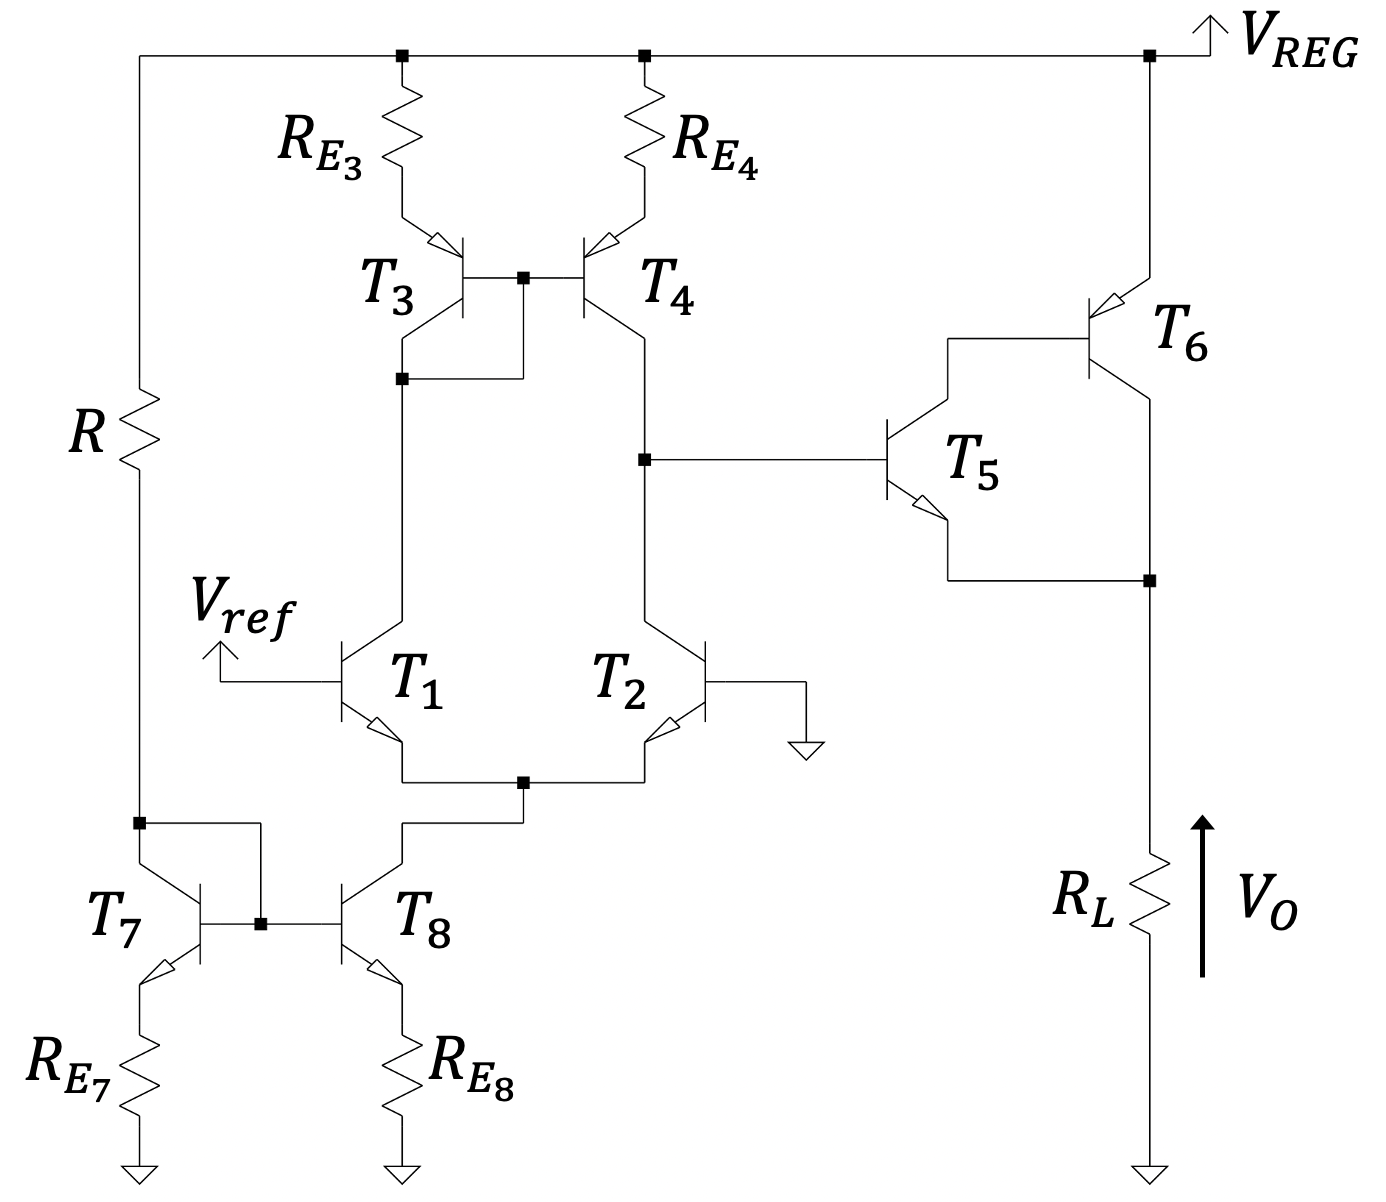 V_REG
R_E3
R_E4
T_3
T_4
T_6
R
T_5
V_ref
T_1
T_2
T_7
T_8
R_L
V_O
R_E7
R_E8